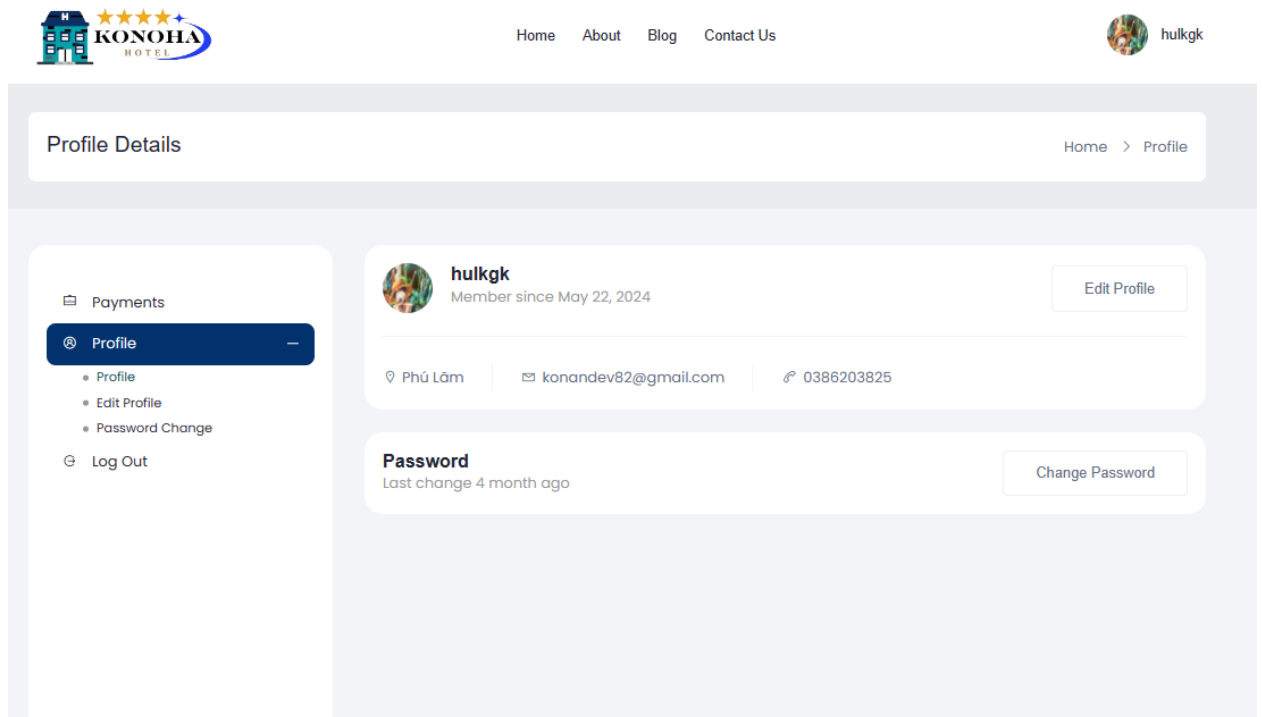 H
KONOHA
HOTEL
Home About Blog Contact Us
hulkgk
Profile Details
Home > Profile
Payments
Profile
Profile
Edit Profile
Password Change
Log Out
hulkgk
Member since May 22, 2024
Edit Profile
Phú Lãm
konandev82@gmail.com
0386203825
Password
Last change 4 month ago
Change Password